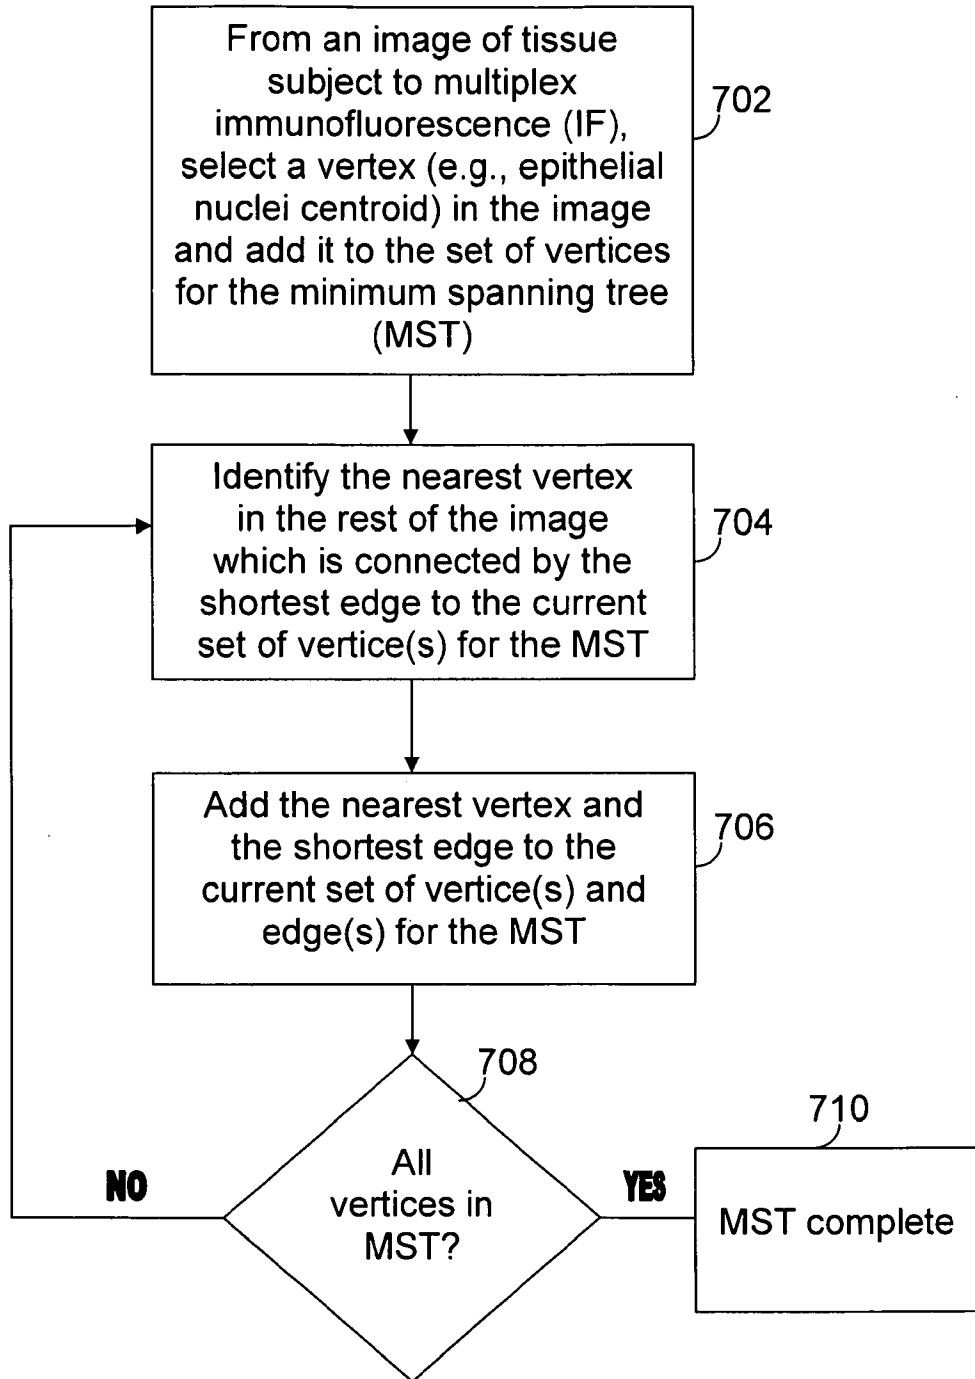 From an image of tissue
subject to multiplex
immunofluorescence (IF),
select a vertex (e.g., epithelial
nuclei centroid) in the image
and add it to the set of vertices
for the minimum spanning tree
(MST)
702
Identify the nearest vertex
in the rest of the image
which is connected by the
shortest edge to the current
set of vertice(s) for the MST
704
Add the nearest vertex and
the shortest edge to the
current set of vertice(s) and
edge(s) for the MST
706
708
All
vertices in
MST?
NO
YES
710
MST complete